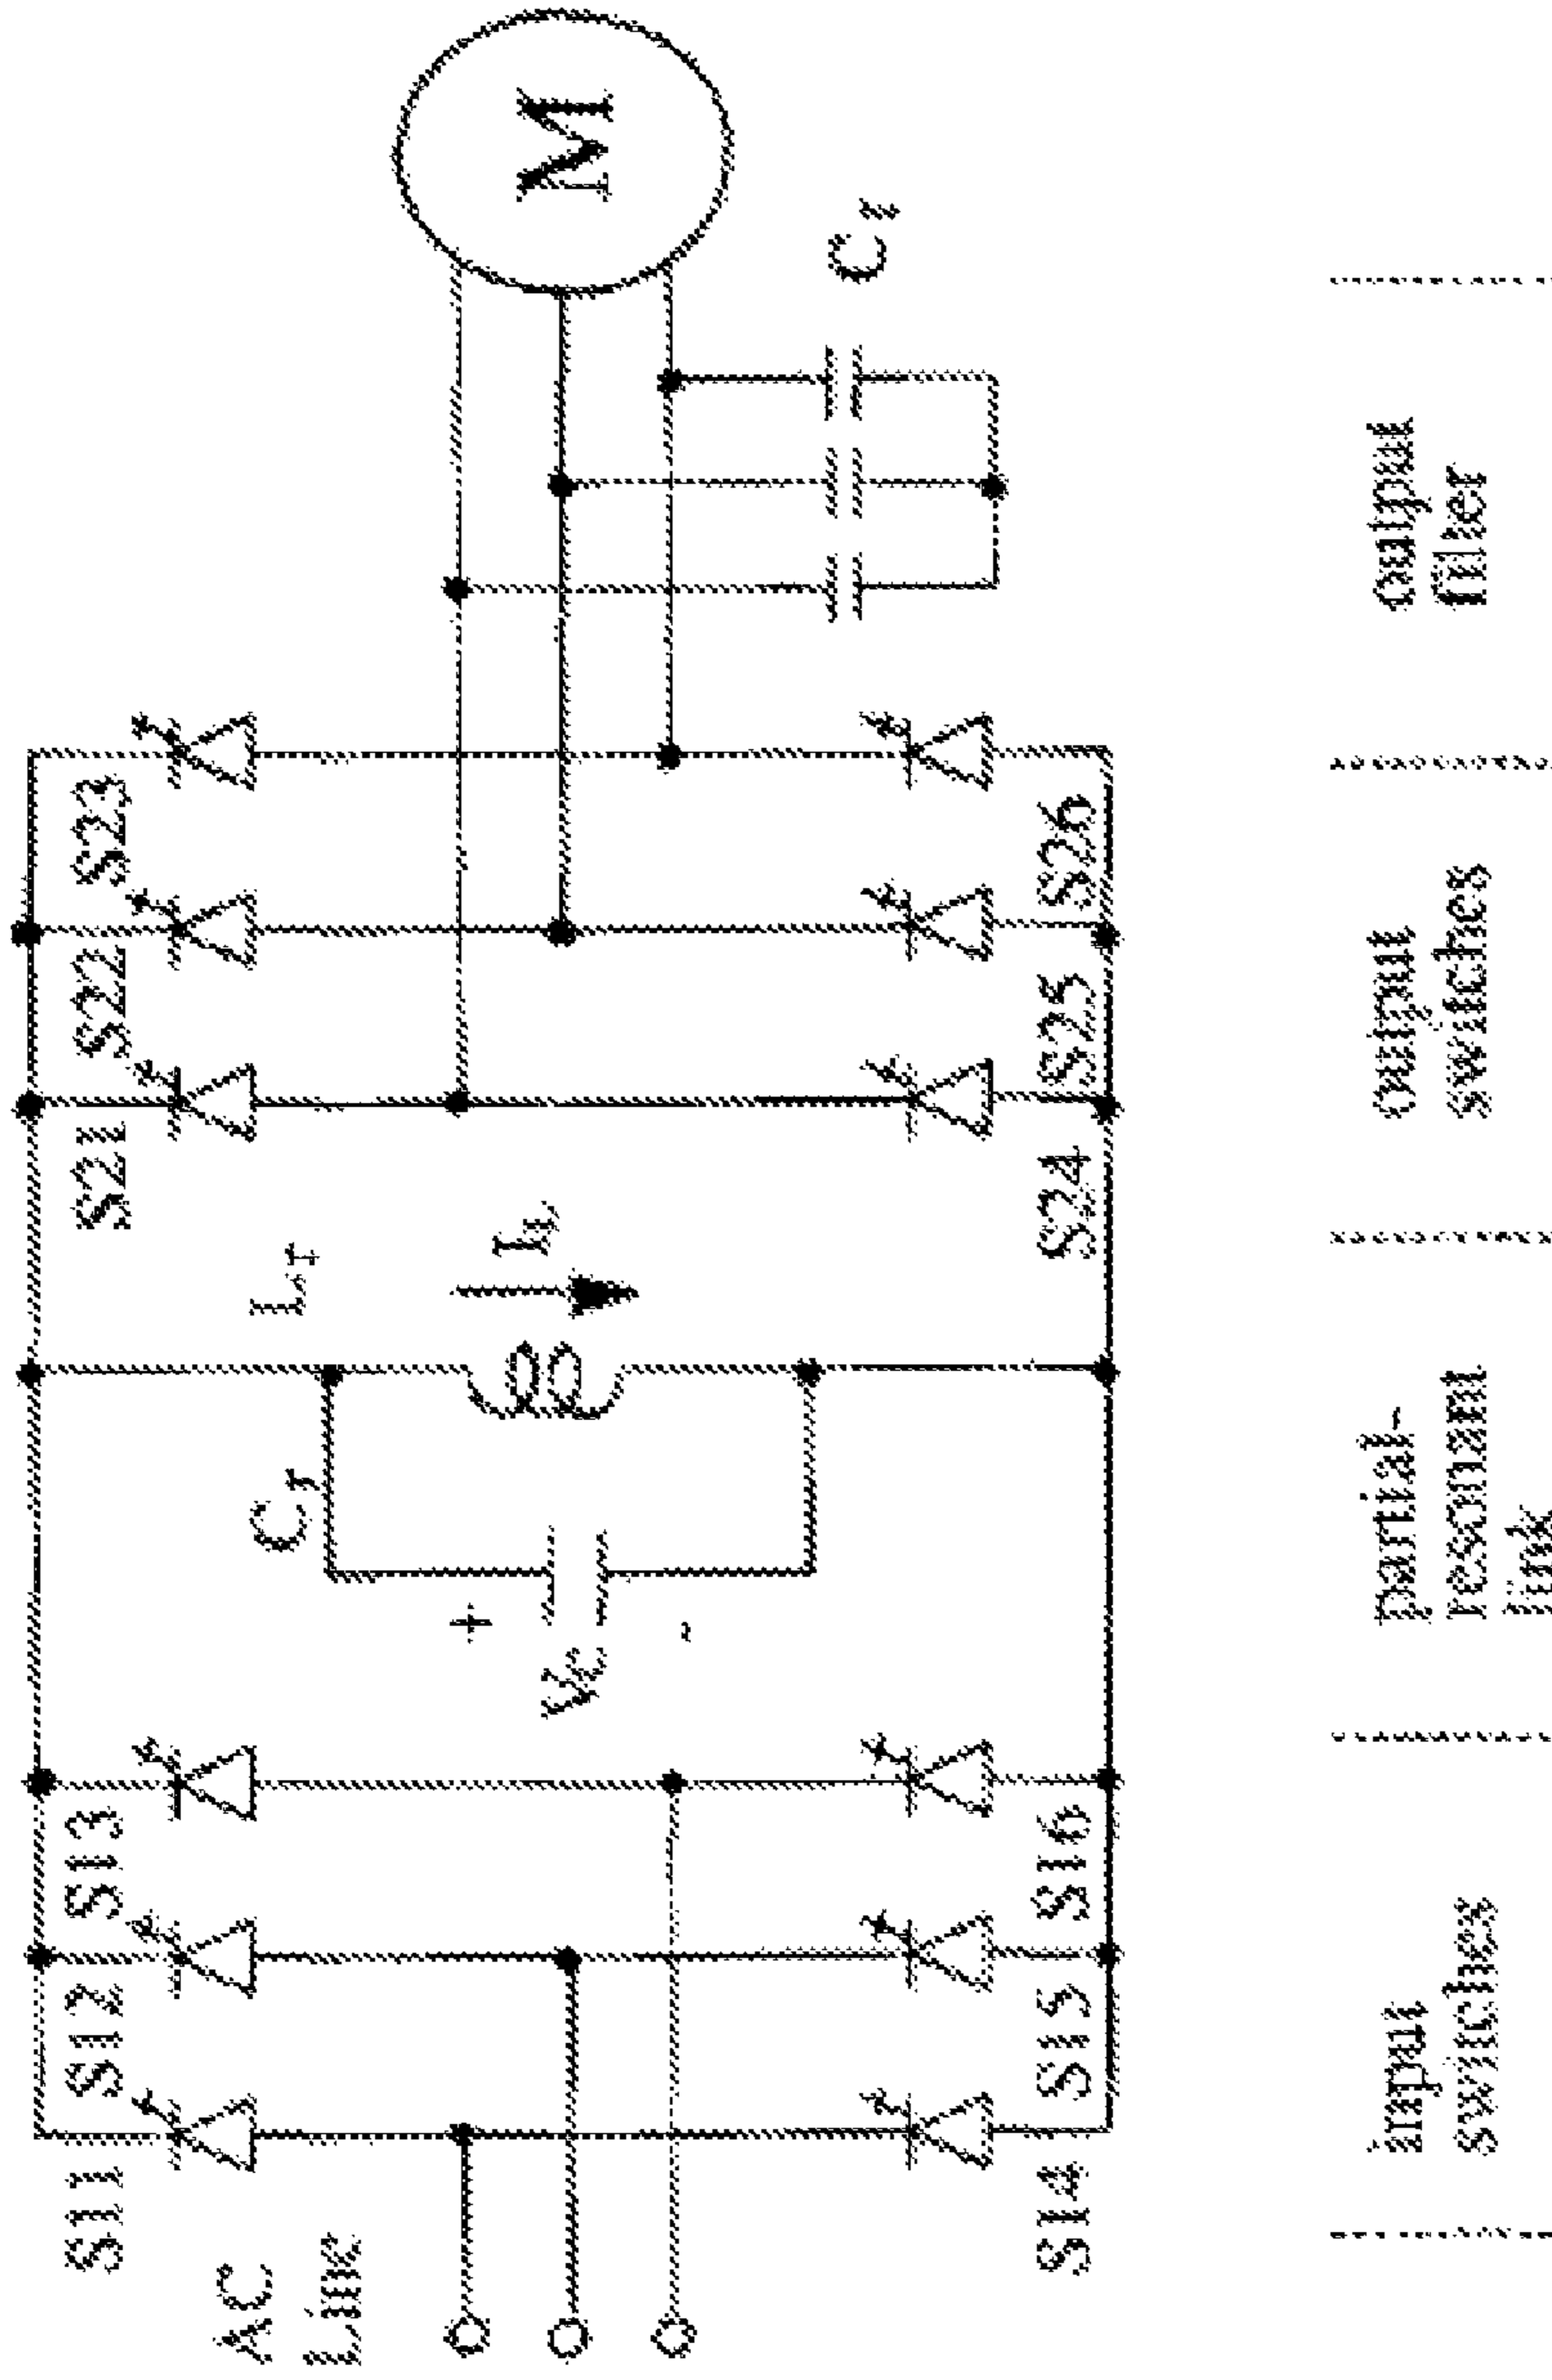 S11 S12 S13
S21 S22 S23
AC
Line
Cr
Lr
+
VC
-
IL
M
S14 S15 S16
S24 S25 S26
Cf
input
switches
partial-
resonant
link
output
switches
output
filter